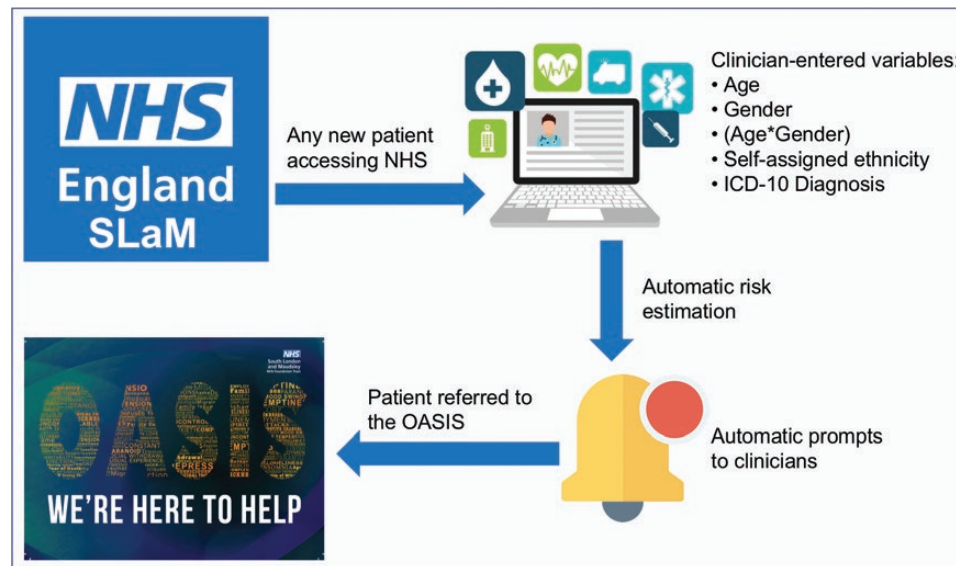 NHS
England
SLaM
Any new patient
accessing NHS
Clinician-entered variables:
• Age
• Gender
• (Age*Gender)
• Self-assigned ethnicity
• ICD-10 Diagnosis
Automatic risk
estimation
Automatic prompts
to clinicians
Patient referred to
the OASIS
NHS
South London
and Maudsley
NHS Foundation Trust
OASIS
WE'RE HERE TO HELP